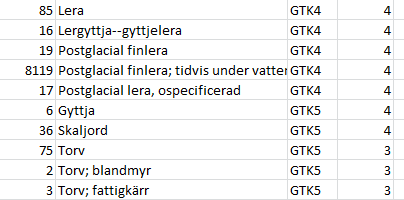 85 Lera GTK4 4
16 Lergyttja--gyttjelera GTK4 4
19 Postglacial finlera GTK4 4
8119 Postglacial finlera; tidvis under GTK4 4
17 Postglacial lera, ospecificerad GTK4 4
6 Gyttja GTK5 4
36 Skaljord GTK5 4
75 Torv GTK5 3
2 Torv; blandmyr GTK5 3
3 Torv; fattigkärr GTK5 3